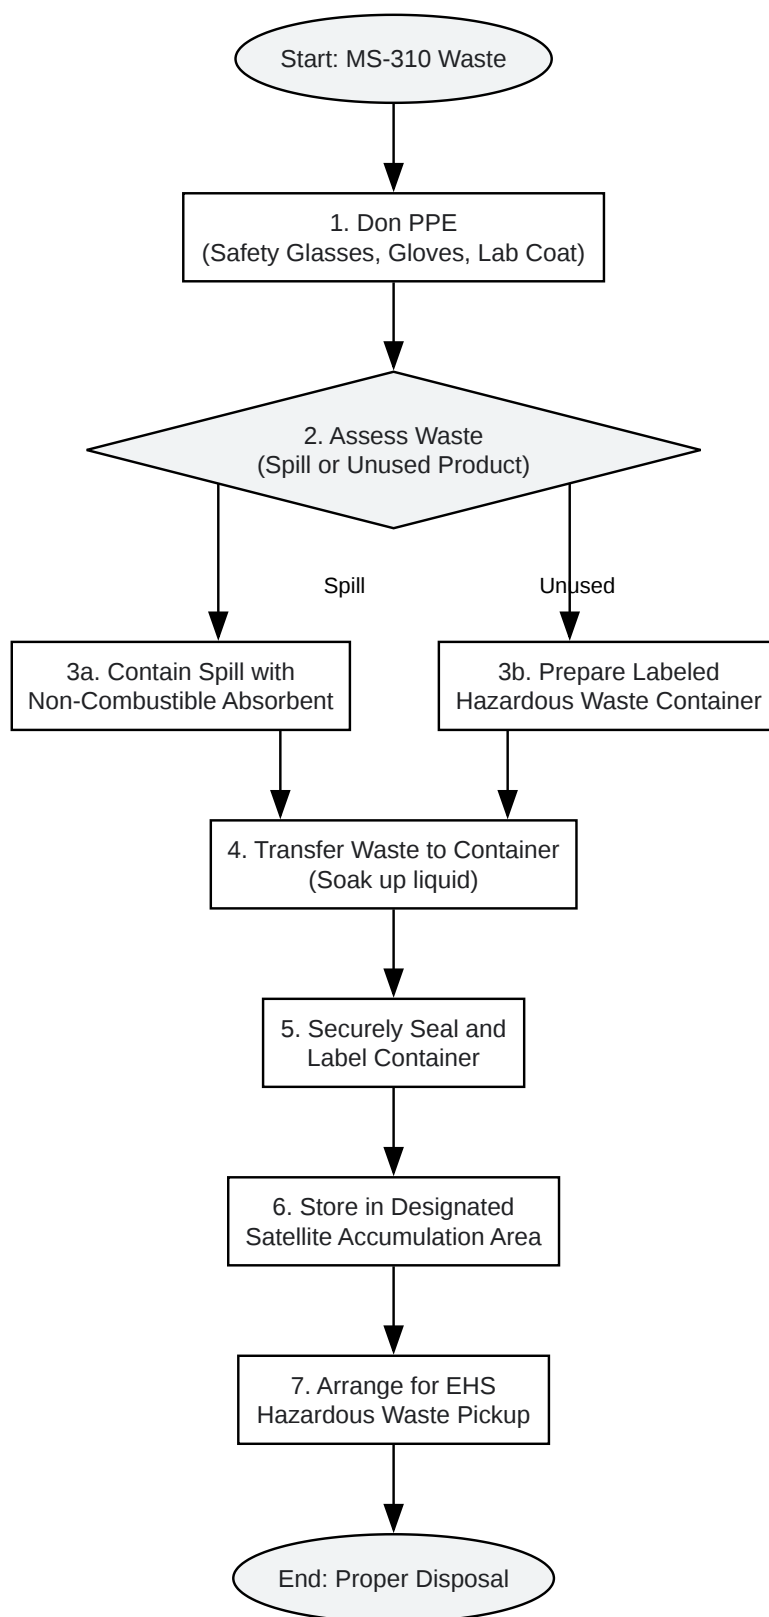 Start: MS-310 Waste
1. Don PPE
(Safety Glasses, Gloves, Lab Coat)
2. Assess Waste
(Spill or Unused Product)
Spill
Unused
3a. Contain Spill with
Non-Combustible Absorbent
3b. Prepare Labeled
Hazardous Waste Container
4. Transfer Waste to Container
(Soak up liquid)
5. Securely Seal and
Label Container
6. Store in Designated
Satellite Accumulation Area
7. Arrange for EHS
Hazardous Waste Pickup
End: Proper Disposal